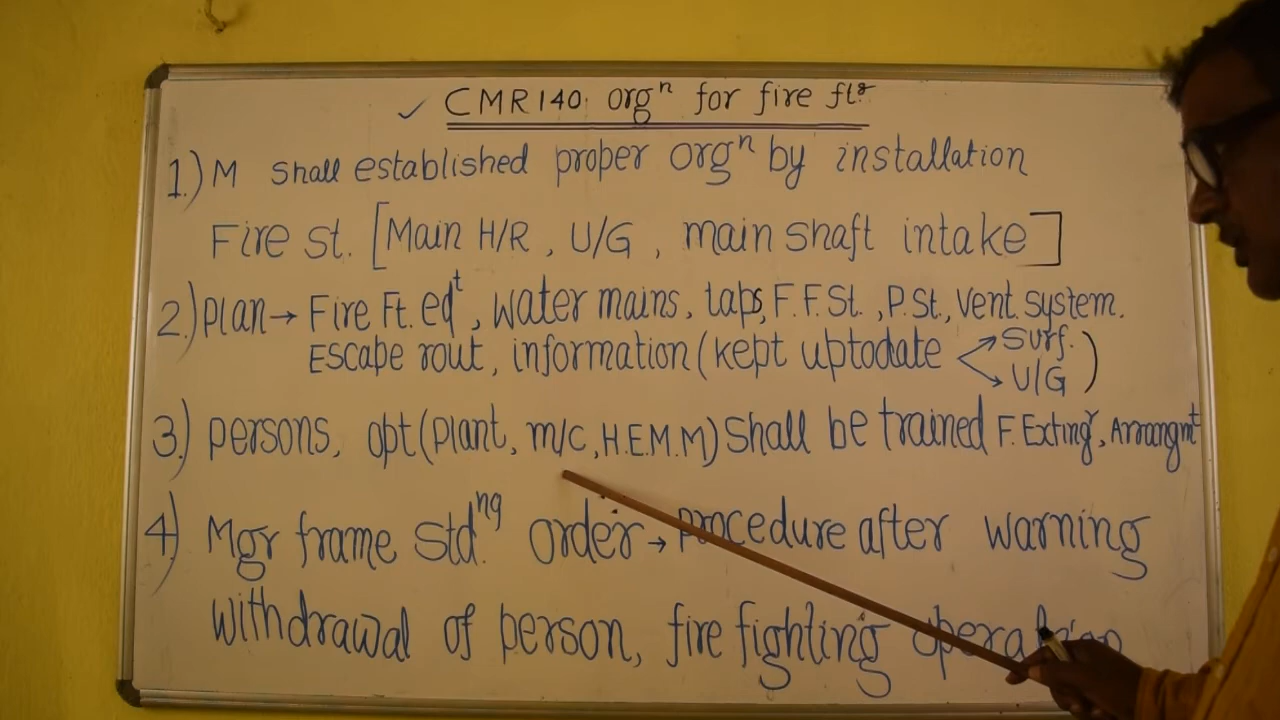 ✓ CMR 140. orgⁿ for fire ftᵍ
1.) M shall established proper orgⁿ by installation
Fire st. [Main H/R, U/G, main shaft intake]
2.) plan → Fire Ft. edᵗ, water mains, taps, F.F.St., P.St., Vent. system.
Escape rout, information (kept uptodate Surf.
U/G)
3.) persons, opt (plant, m/c, H.E.M.M) shall be trained F. Extingʳ, Arrangmᵗ
4) Mgr frame stdⁿᵍ. order → procedure after warning
withdrawal of person, fire fighting operation